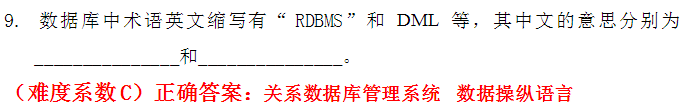 9. 数据库中术语英文缩写有“ RDBMS”和 DML 等，其中文的意思分别为
_______________和_______________。
（难度系数C）正确答案：关系数据库管理系统 数据操纵语言